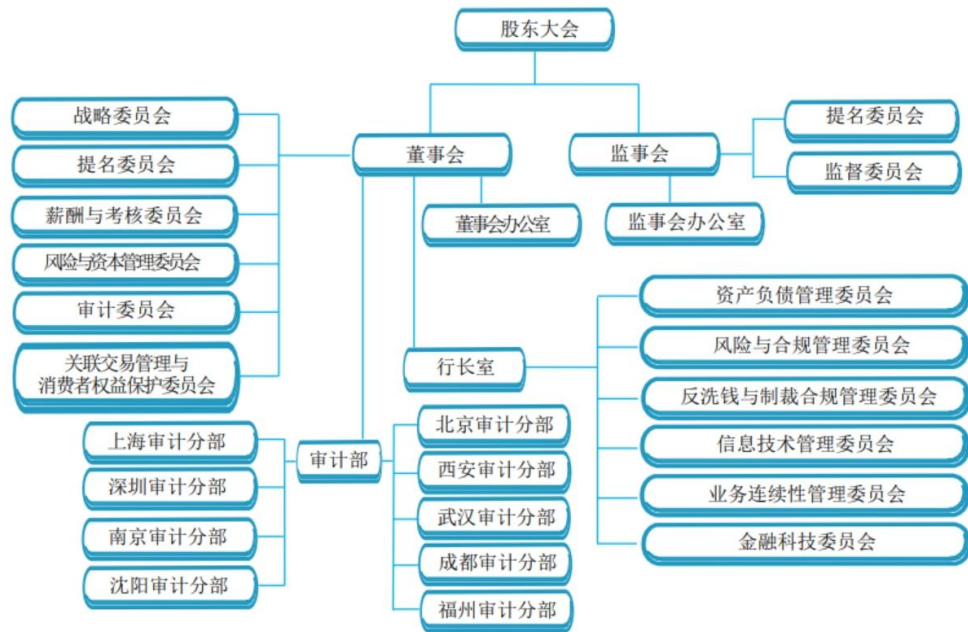 股东大会
战略委员会
提名委员会
薪酬与考核委员会
风险与资本管理委员会
审计委员会
关联交易管理与
消费者权益保护委员会
董事会
监事会
提名委员会
监督委员会
董事会办公室
监事会办公室
行长室
资产负债管理委员会
风险与合规管理委员会
反洗钱与制裁合规管理委员会
信息技术管理委员会
业务连续性管理委员会
金融科技委员会
审计部
上海审计分部
深圳审计分部
南京审计分部
沈阳审计分部
北京审计分部
西安审计分部
武汉审计分部
成都审计分部
福州审计分部